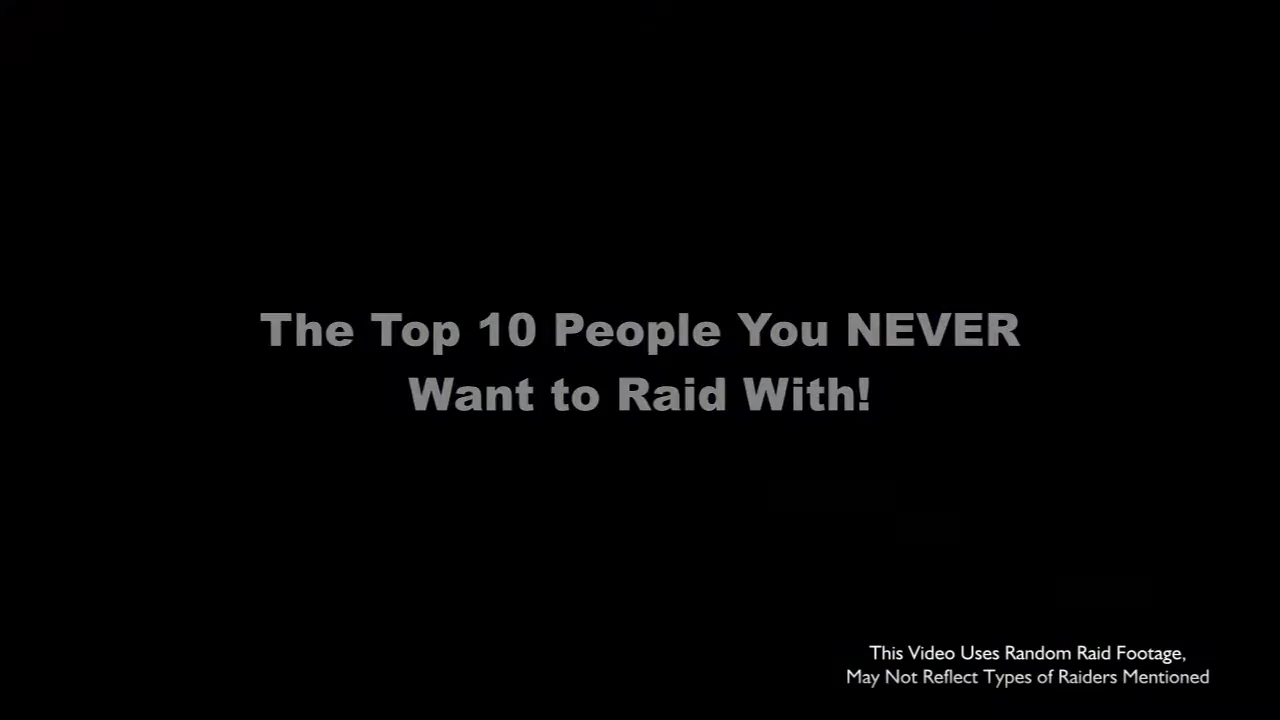 The Top 10 People You NEVER
Want to Raid With!
This Video Uses Random Raid Footage,
May Not Reflect Types of Raiders Mentioned